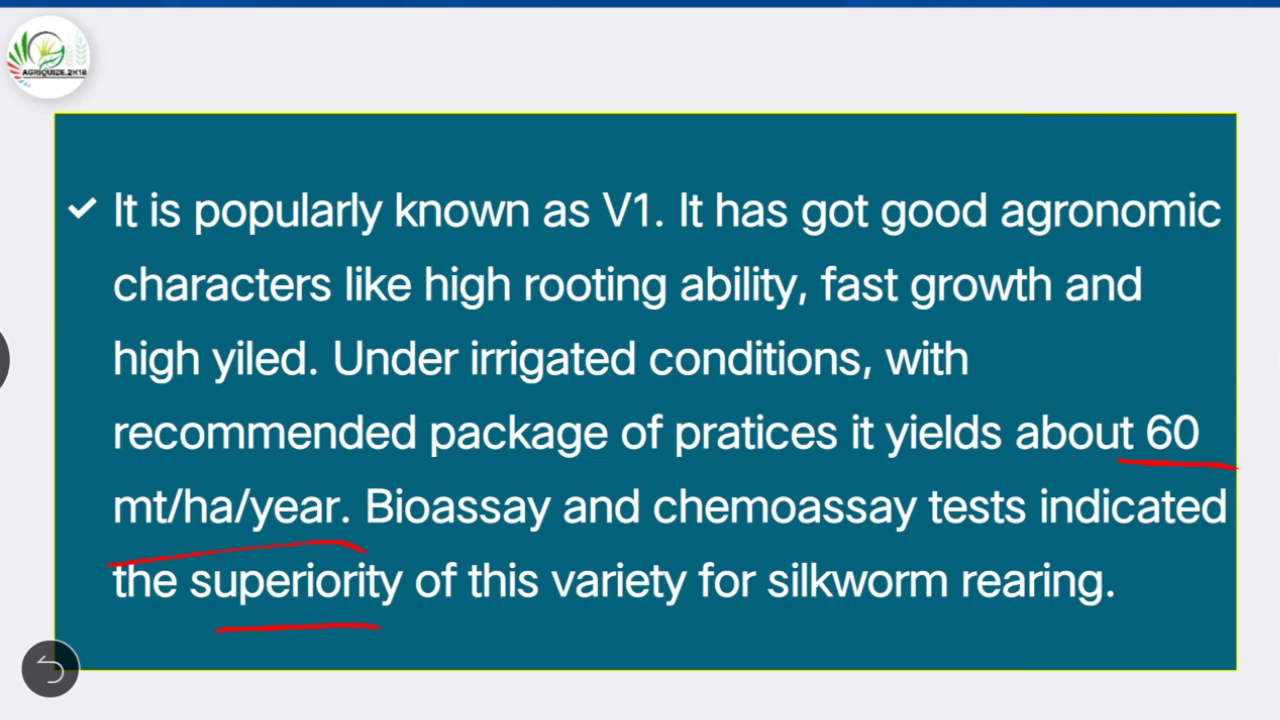 AGRIQUIZE.2K18
It is popularly known as V1. It has got good agronomic
characters like high rooting ability, fast growth and
high yiled. Under irrigated conditions, with
recommended package of pratices it yields about 60
mt/ha/year. Bioassay and chemoassay tests indicated
the superiority of this variety for silkworm rearing.